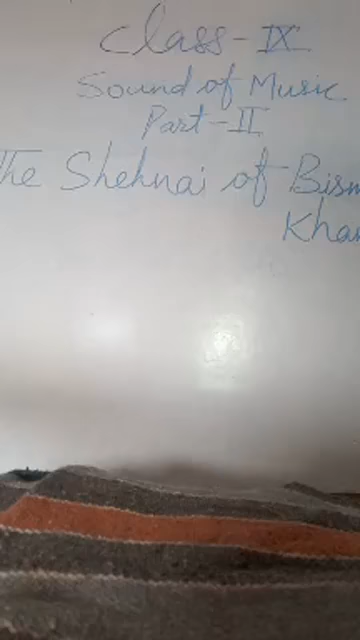 Class-IX
Sound of Music
Part-II
The Shehnai of Bism
Khan